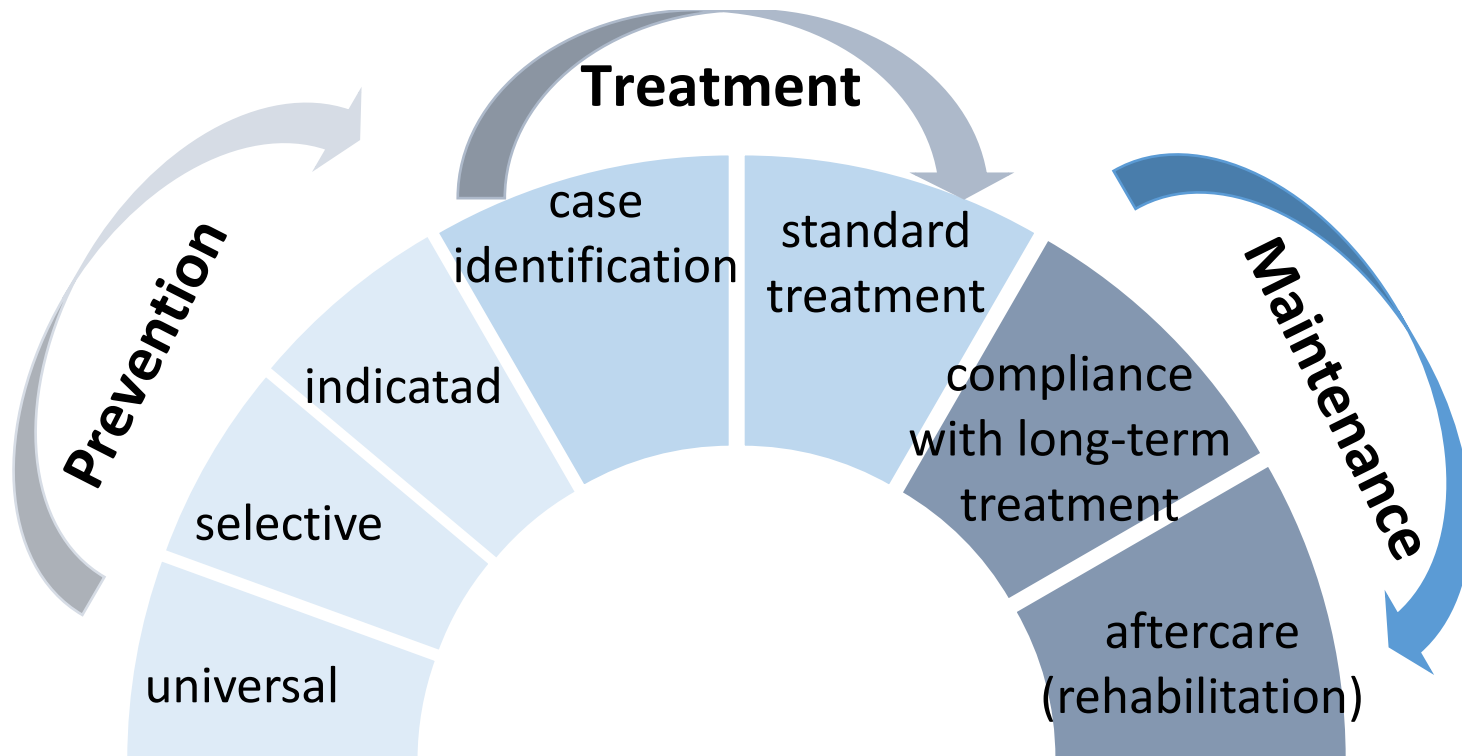 Prevention
universal
selective
indicatad
Treatment
case
identification
standard
treatment
Maintenance
compliance
with long-term
treatment
aftercare
(rehabilitation)